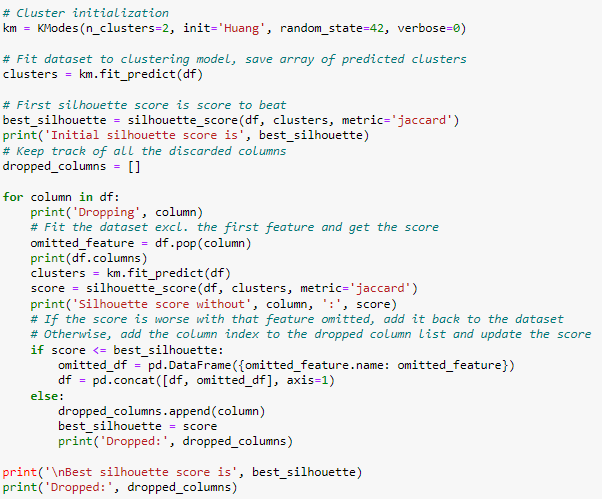 # Cluster initialization
km = KModes(n_clusters=2, init='Huang', random_state=42, verbose=0)
# Fit dataset to clustering model, save array of predicted clusters
clusters = km.fit_predict(df)
# First silhouette score is score to beat
best_silhouette = silhouette_score(df, clusters, metric='jaccard')
print('Initial silhouette score is', best_silhouette)
# Keep track of all the discarded columns
dropped_columns = []
for column in df:
    print('Dropping', column)
    # Fit the dataset excl. the first feature and get the score
    omitted_feature = df.pop(column)
    print(df.columns)
    clusters = km.fit_predict(df)
    score = silhouette_score(df, clusters, metric='jaccard')
    print('Silhouette score without', column, ':', score)
    # If the score is worse with that feature omitted, add it back to the dataset
    # Otherwise, add the column index to the dropped column list and update the score
    if score <= best_silhouette:
        omitted_df = pd.DataFrame({omitted_feature.name: omitted_feature})
        df = pd.concat([df, omitted_df], axis=1)
    else:
        dropped_columns.append(column)
        best_silhouette = score
        print('Dropped:', dropped_columns)
print('\nBest silhouette score is', best_silhouette)
print('Dropped:', dropped_columns)